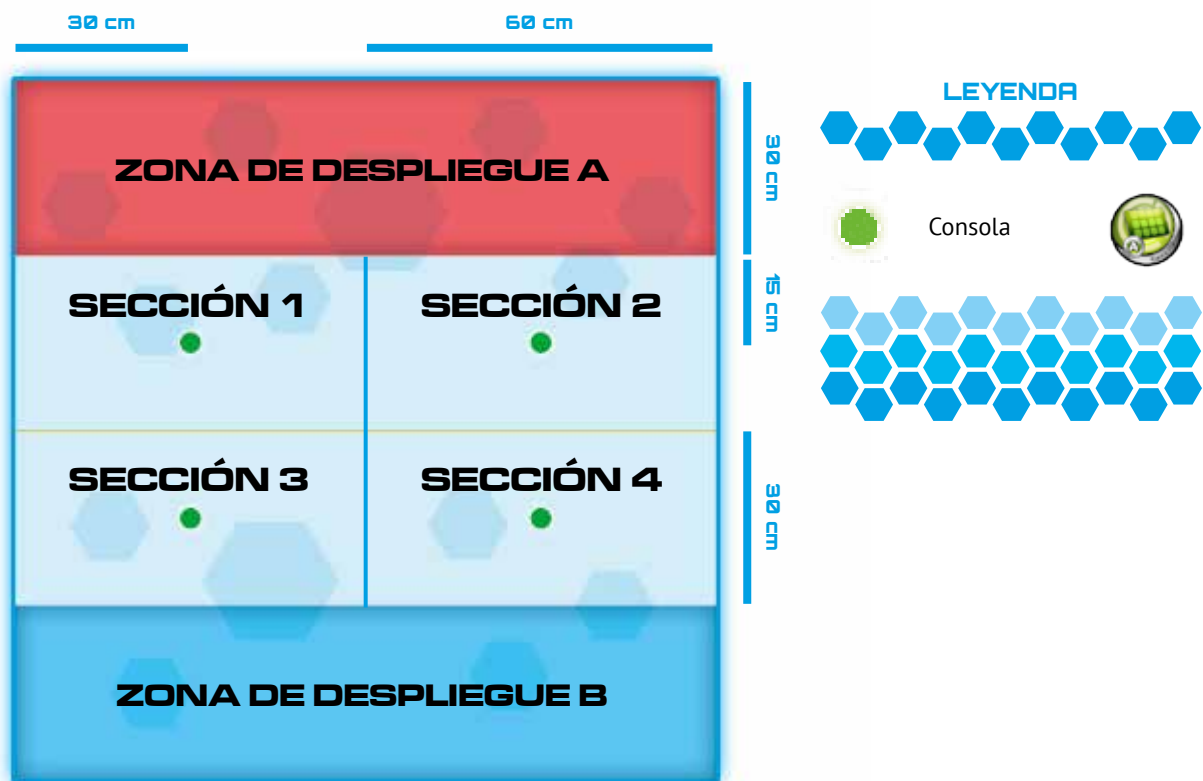 30 cm
60 cm
LEYENDA
30 cm
ZONA DE DESPLIEGUE A
Consola
15 cm
SECCIÓN 1
SECCIÓN 2
SECCIÓN 3
SECCIÓN 4
30 cm
ZONA DE DESPLIEGUE B